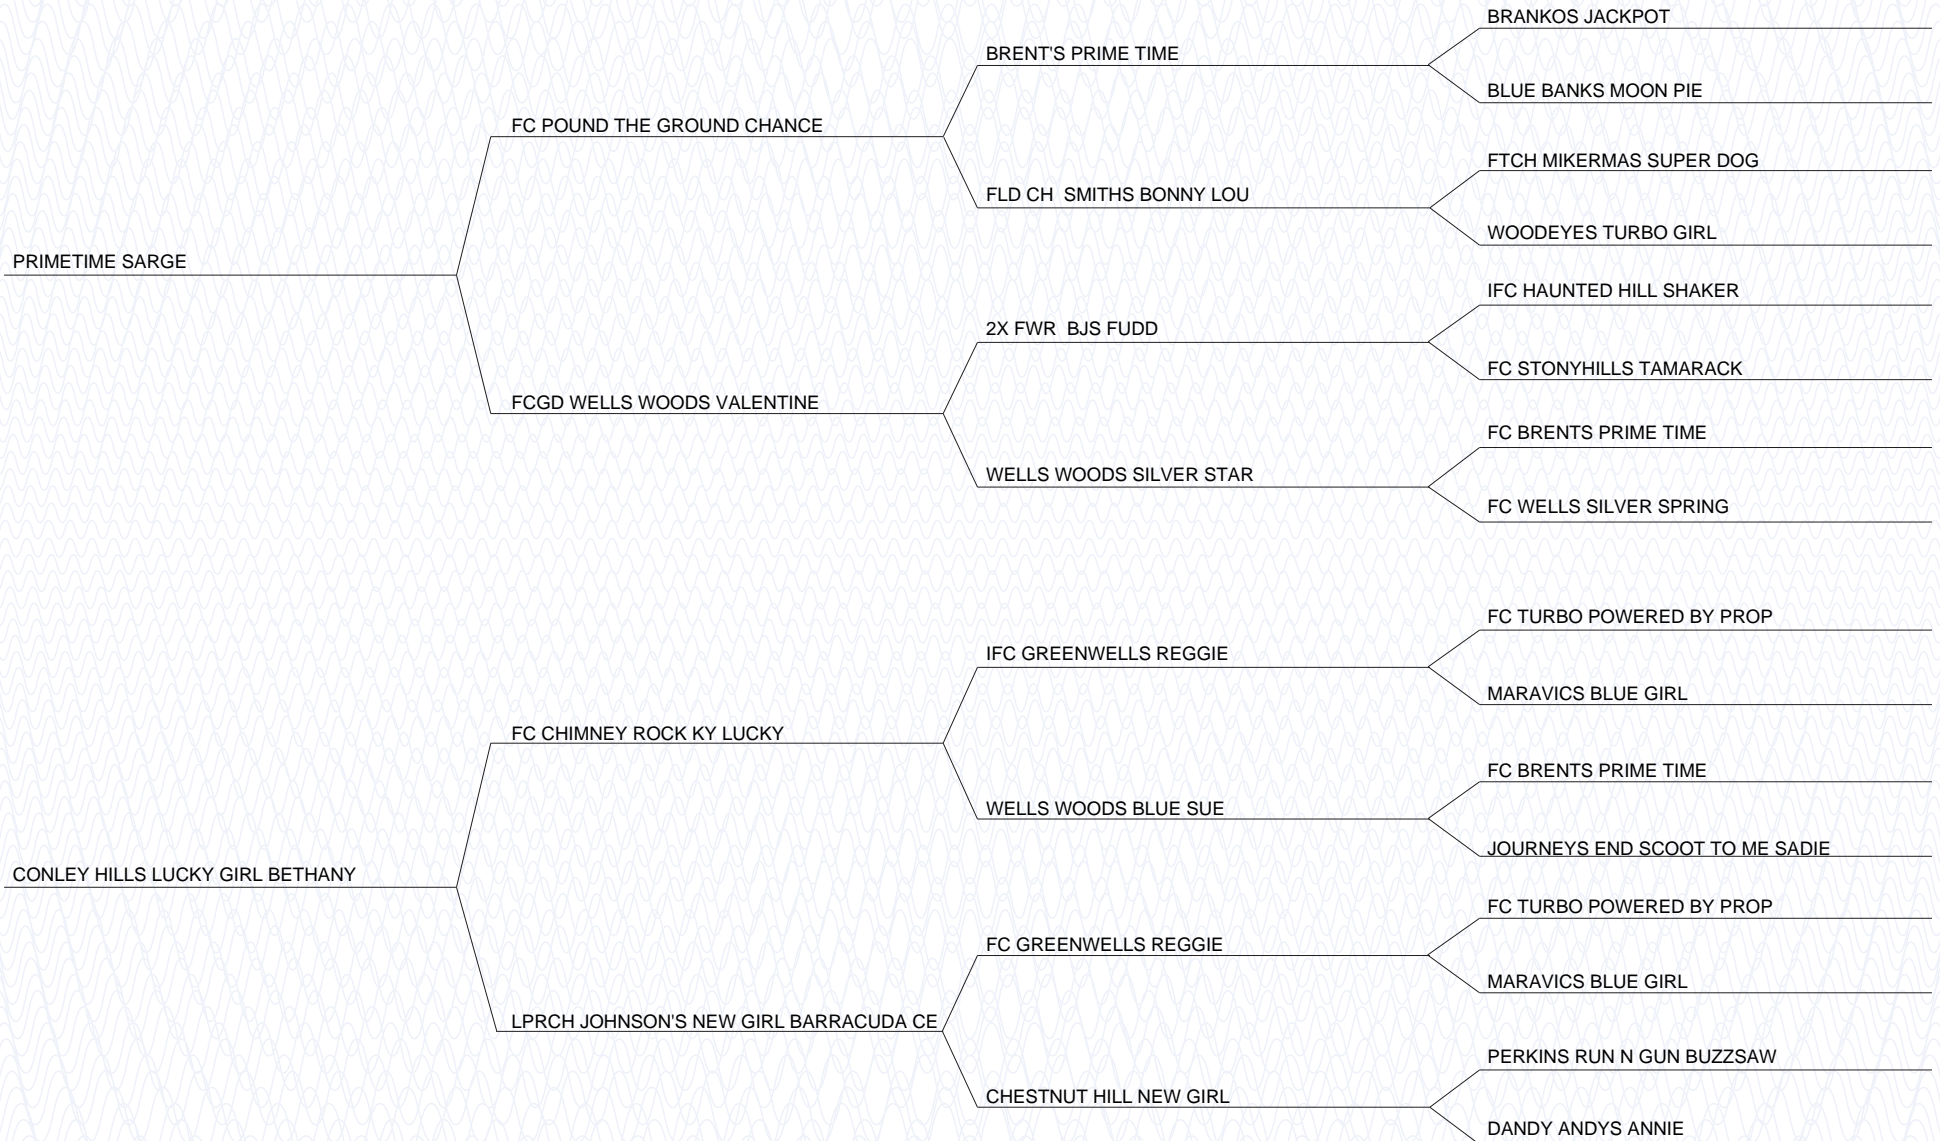 BRANKOS JACKPOT
BRENT'S PRIME TIME
BLUE BANKS MOON PIE
FC POUND THE GROUND CHANCE
FTCH MIKERMAS SUPER DOG
FLD CH  SMITHS BONNY LOU
WOODEYES TURBO GIRL
PRIMETIME SARGE
IFC HAUNTED HILL SHAKER
2X FWR  BJS FUDD
FC STONYHILLS TAMARACK
FCGD WELLS WOODS VALENTINE
FC BRENTS PRIME TIME
WELLS WOODS SILVER STAR
FC WELLS SILVER SPRING
FC TURBO POWERED BY PROP
IFC GREENWELLS REGGIE
MARAVICS BLUE GIRL
FC CHIMNEY ROCK KY LUCKY
FC BRENTS PRIME TIME
WELLS WOODS BLUE SUE
JOURNEYS END SCOOT TO ME SADIE
CONLEY HILLS LUCKY GIRL BETHANY
FC TURBO POWERED BY PROP
FC GREENWELLS REGGIE
MARAVICS BLUE GIRL
LPRCH JOHNSON'S NEW GIRL BARRACUDA CE
PERKINS RUN N GUN BUZZSAW
CHESTNUT HILL NEW GIRL
DANDY ANDYS ANNIE